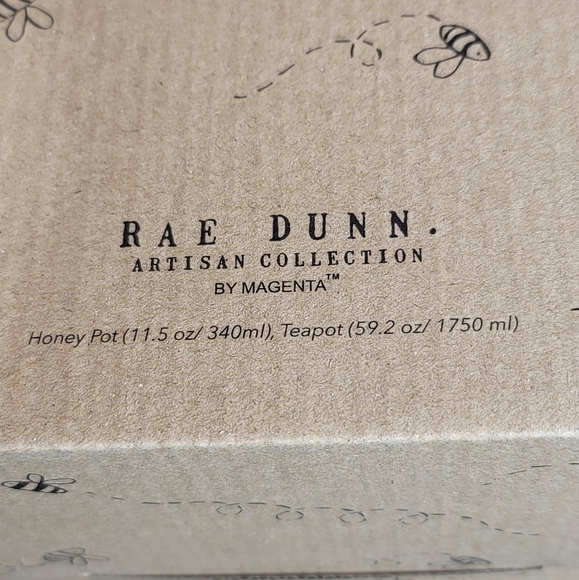 RAE DUNN.
ARTISAN COLLECTION
BY MAGENTA™
Honey Pot (11.5 oz/ 340ml), Teapot (59.2 oz/ 1750 ml)